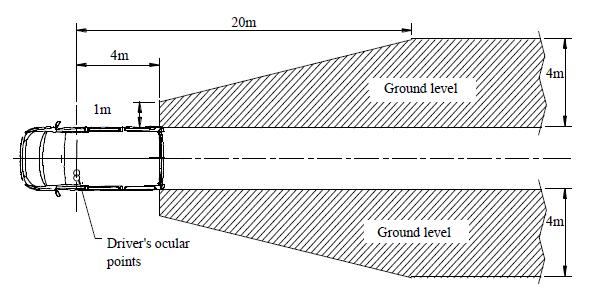 20m
4m
4m
Ground level
1m
Driver's ocular
points
Ground level
4m